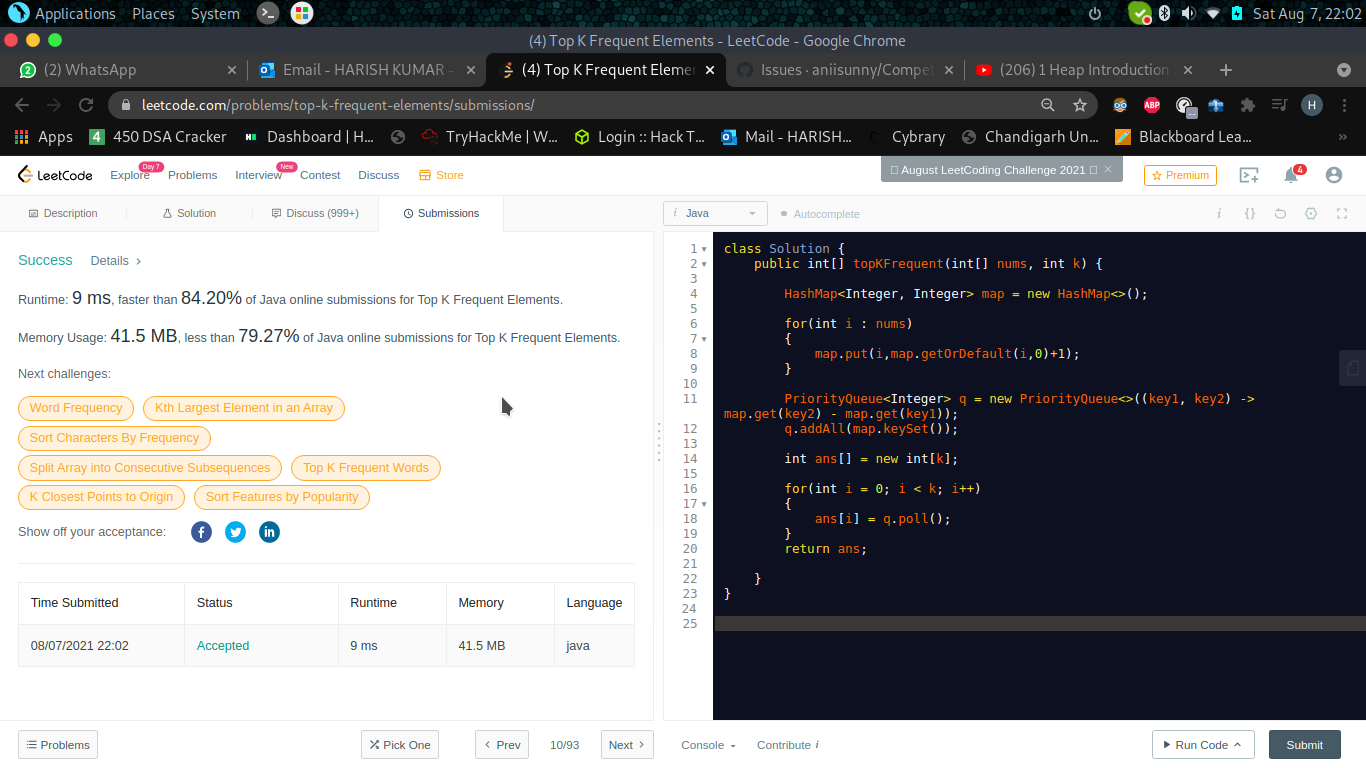 Applications Places System Sat Aug 7, 22:02
(4) Top K Frequent Elements - LeetCode - Google Chrome
(2) WhatsApp Email - HARISH KUMAR - (4) Top K Frequent Eleme Issues · aniisunny/Compet (206) 1 Heap Introduction
leetcode.com/problems/top-k-frequent-elements/submissions/ ABP H
Apps 4 450 DSA Cracker Dashboard | H... TryHackMe | W... Login :: Hack T... Mail - HARISH... Cybrary Chandigarh Un... Blackboard Lea... »
LeetCode Explore Day 7 Problems Interview New Contest Discuss Store August LeetCoding Challenge 2021 × Premium 4
Description Solution Discuss (999+) Submissions
i Java Autocomplete i {}
Success Details >
Runtime: 9 ms, faster than 84.20% of Java online submissions for Top K Frequent Elements.
Memory Usage: 41.5 MB, less than 79.27% of Java online submissions for Top K Frequent Elements.
Next challenges:
Word Frequency Kth Largest Element in an Array
Sort Characters By Frequency
Split Array into Consecutive Subsequences Top K Frequent Words
K Closest Points to Origin Sort Features by Popularity
Show off your acceptance:
Time Submitted Status Runtime Memory Language
08/07/2021 22:02 Accepted 9 ms 41.5 MB java
1 class Solution {
2 public int[] topKFrequent(int[] nums, int k) {
3
4 HashMap<Integer, Integer> map = new HashMap<>();
5
6 for(int i : nums)
7 {
8 map.put(i,map.getOrDefault(i,0)+1);
9 }
10
11 PriorityQueue<Integer> q = new PriorityQueue<>((key1, key2) ->
map.get(key2) - map.get(key1));
12 q.addAll(map.keySet());
13
14 int ans[] = new int[k];
15
16 for(int i = 0; i < k; i++)
17 {
18 ans[i] = q.poll();
19 }
20 return ans;
21
22 }
23 }
24
25
Problems Pick One < Prev 10/93 Next > Console Contribute i Run Code Submit